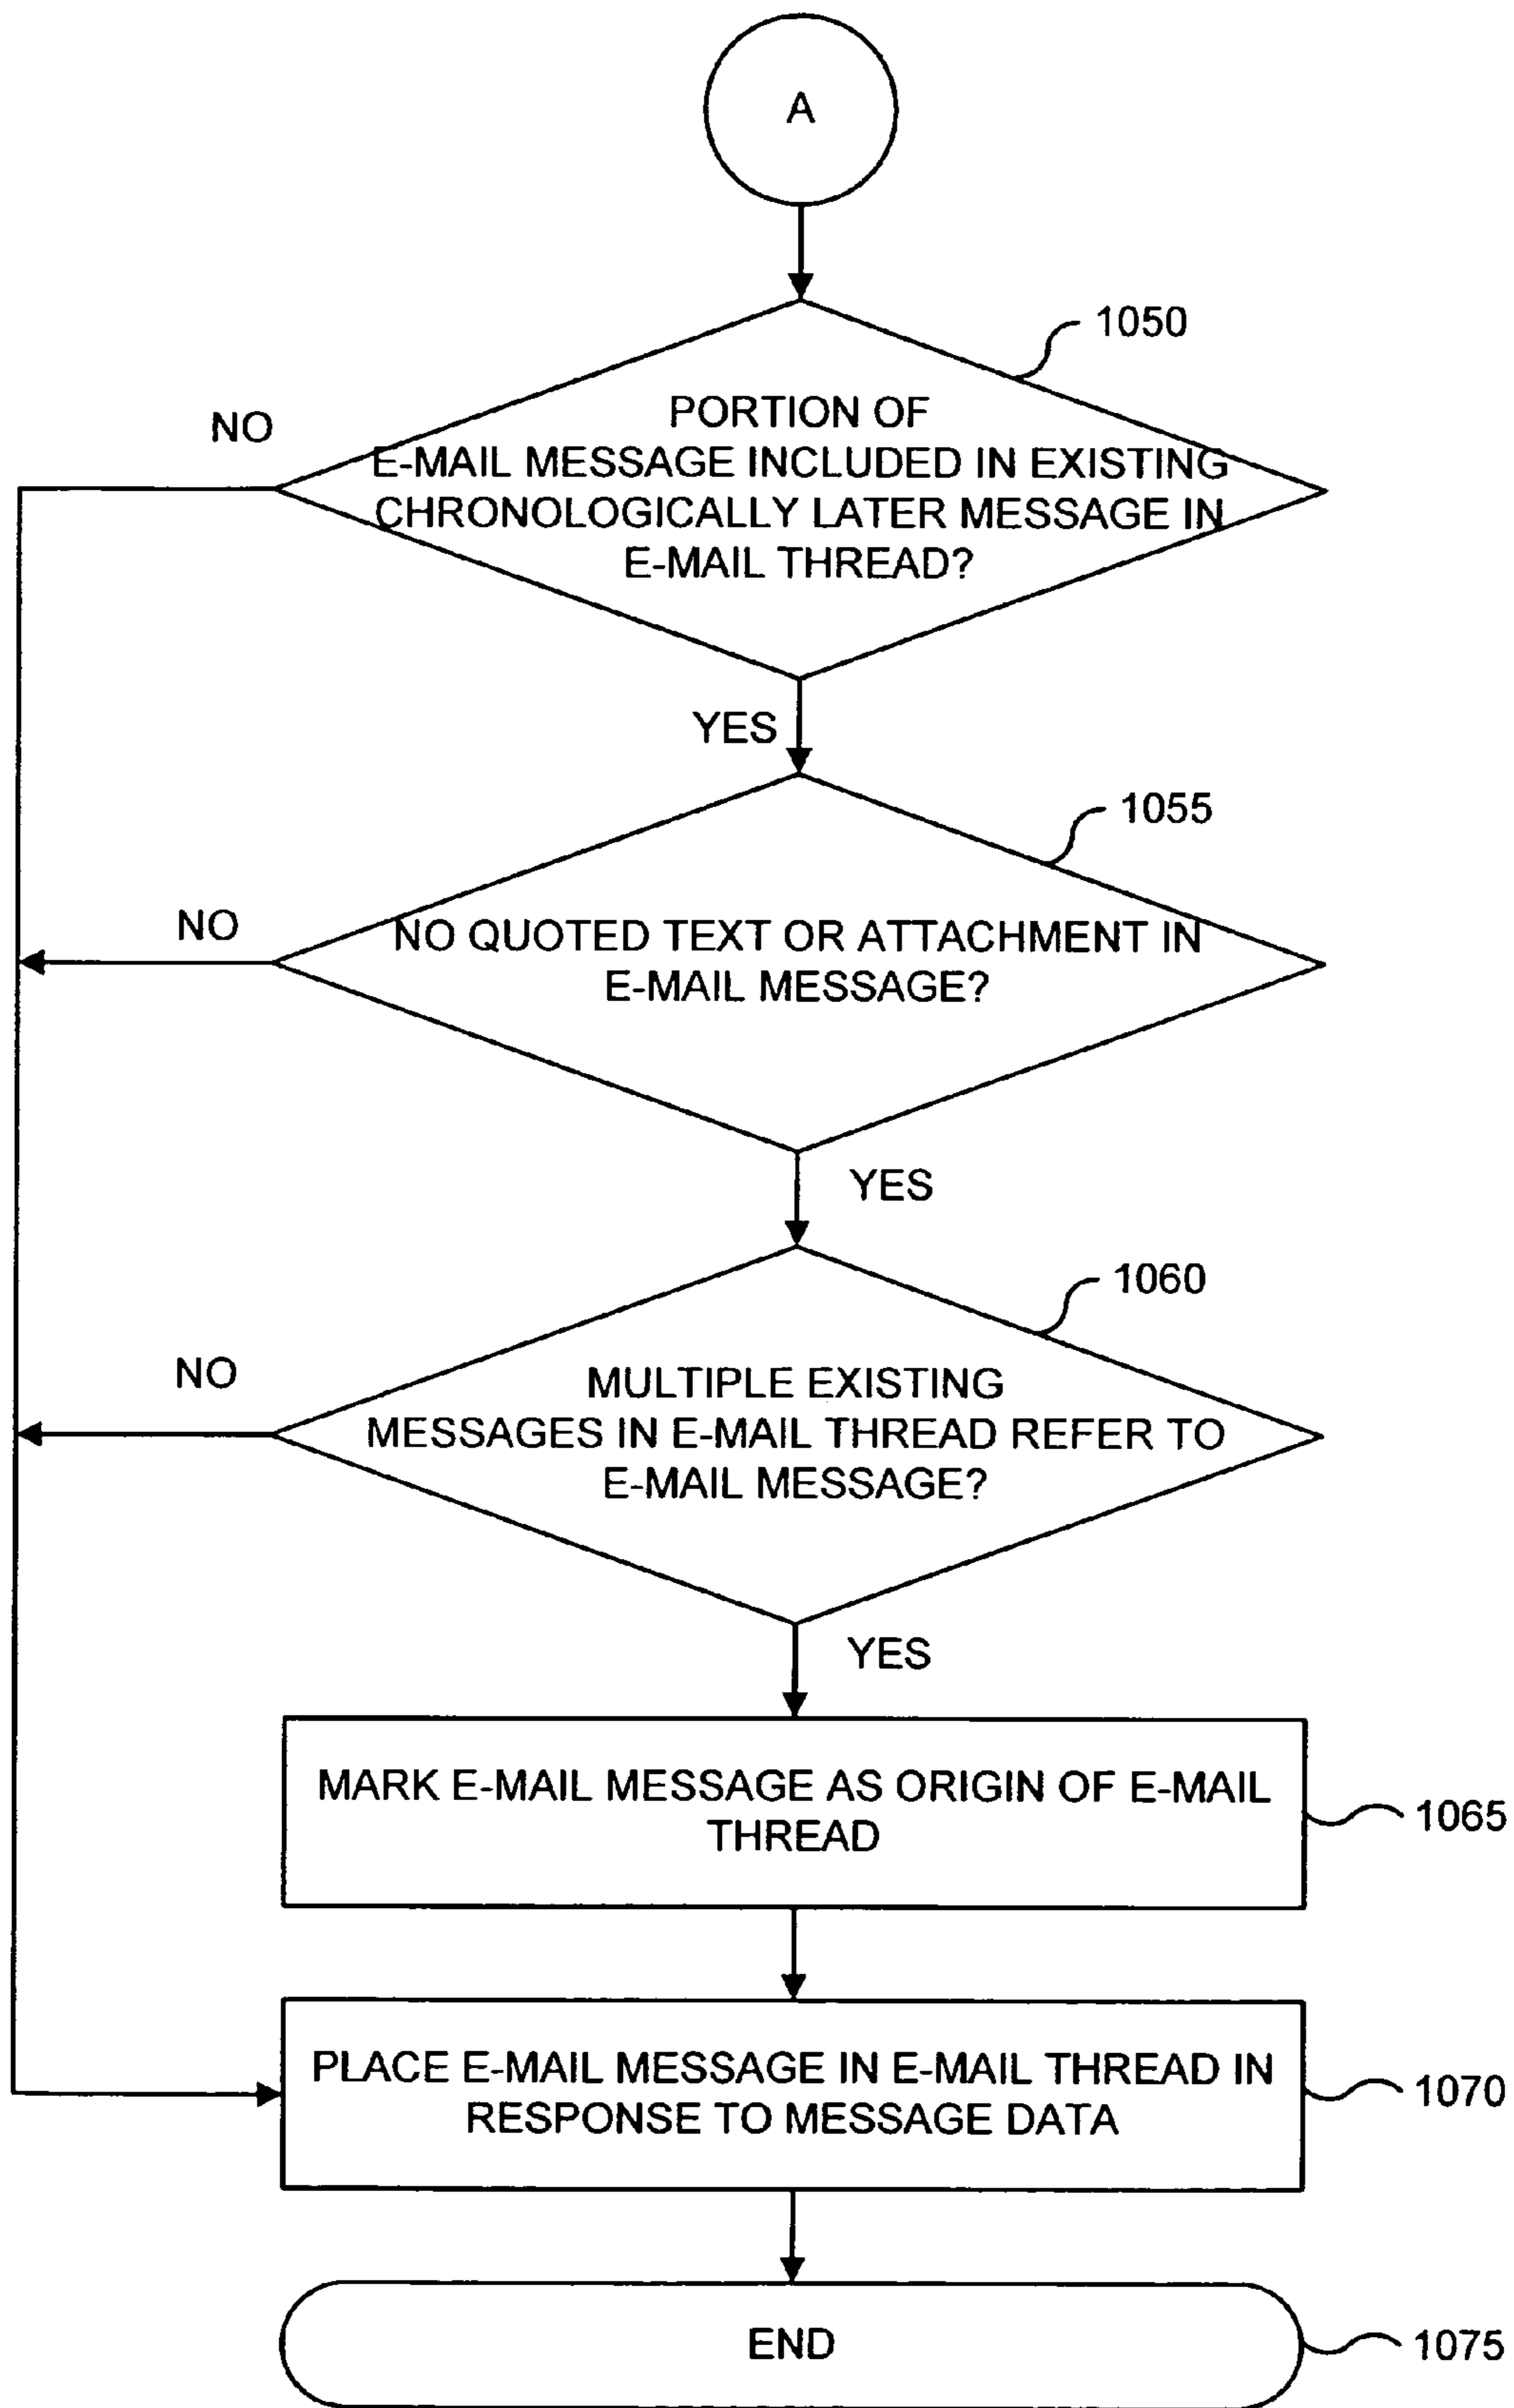 A
1050
PORTION OF
E-MAIL MESSAGE INCLUDED IN EXISTING
CHRONOLOGICALLY LATER MESSAGE IN
E-MAIL THREAD?
NO
YES
1055
NO QUOTED TEXT OR ATTACHMENT IN
E-MAIL MESSAGE?
NO
YES
1060
MULTIPLE EXISTING
MESSAGES IN E-MAIL THREAD REFER TO
E-MAIL MESSAGE?
NO
YES
MARK E-MAIL MESSAGE AS ORIGIN OF E-MAIL
THREAD
1065
PLACE E-MAIL MESSAGE IN E-MAIL THREAD IN
RESPONSE TO MESSAGE DATA
1070
END
1075